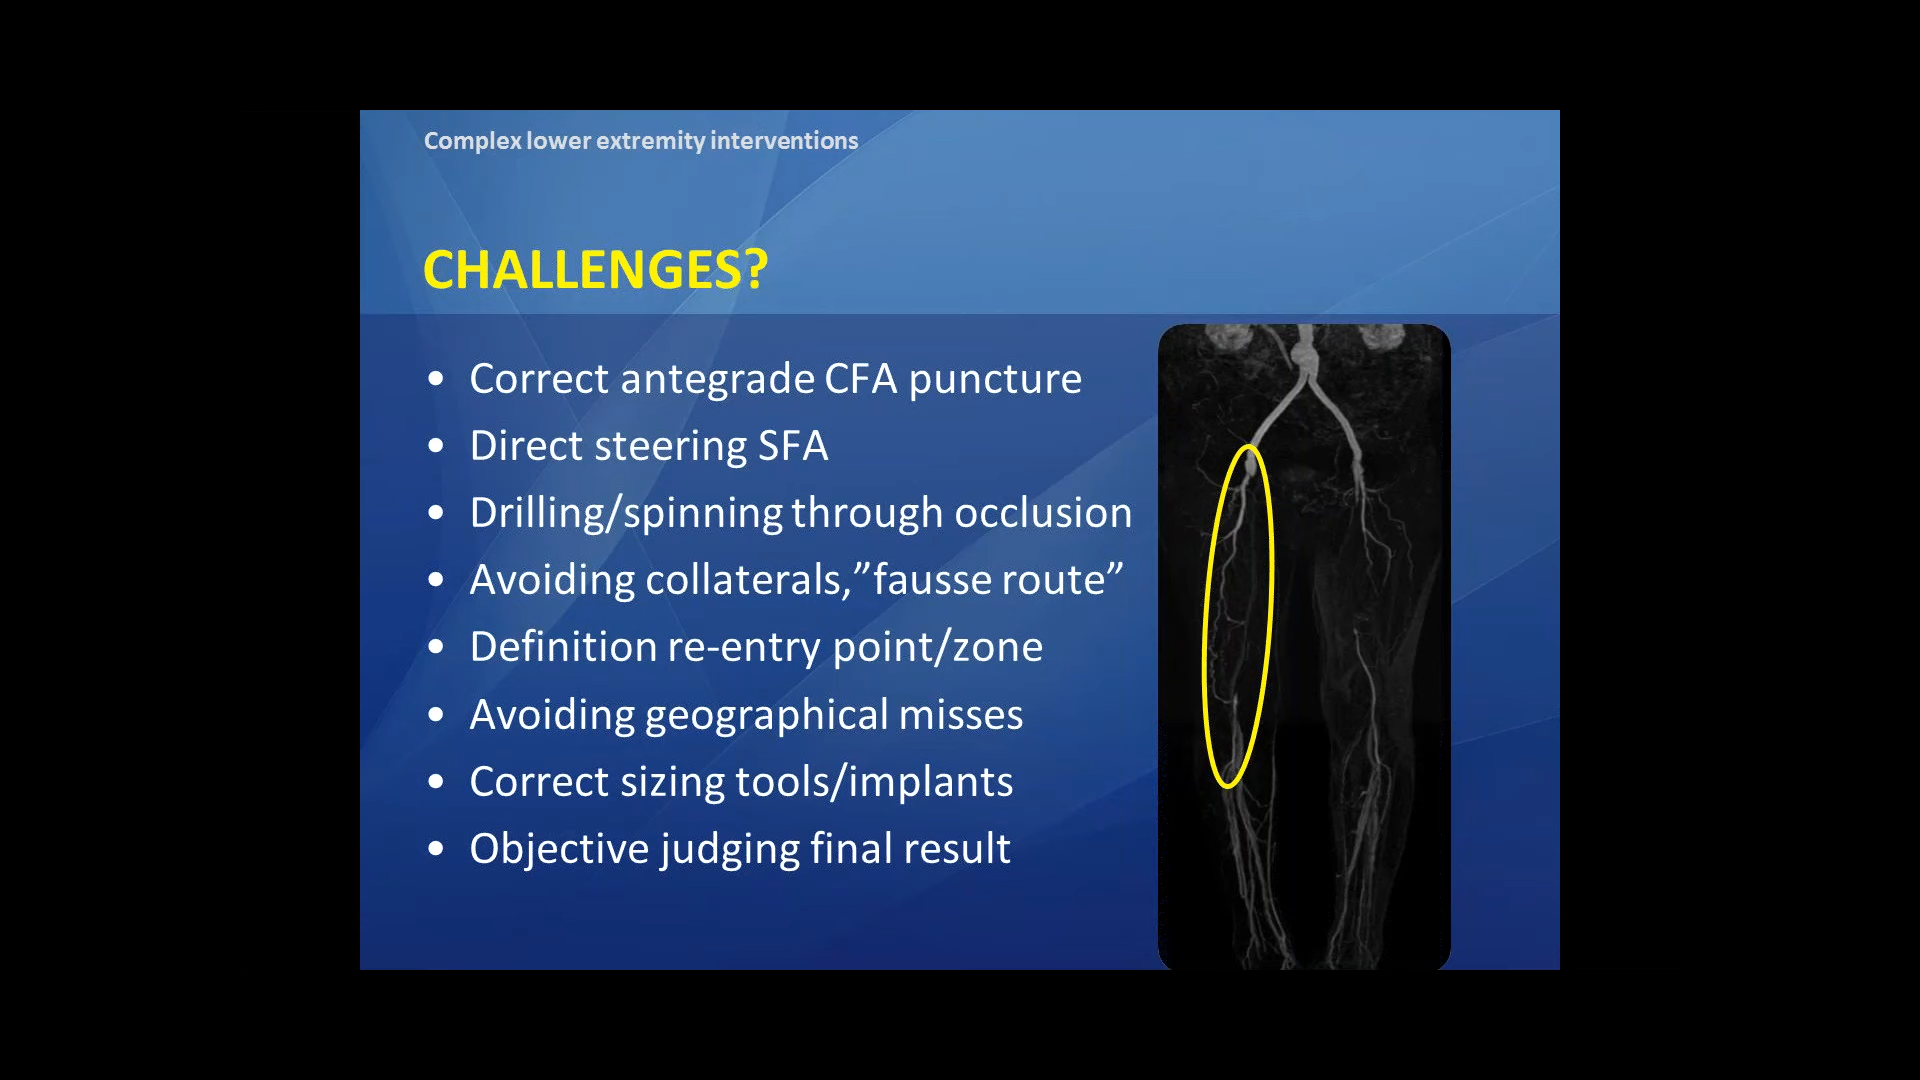 Complex lower extremity interventions
CHALLENGES?
• Correct antegrade CFA puncture
• Direct steering SFA
• Drilling/spinning through occlusion
• Avoiding collaterals,”fausse route”
• Definition re-entry point/zone
• Avoiding geographical misses
• Correct sizing tools/implants
• Objective judging final result